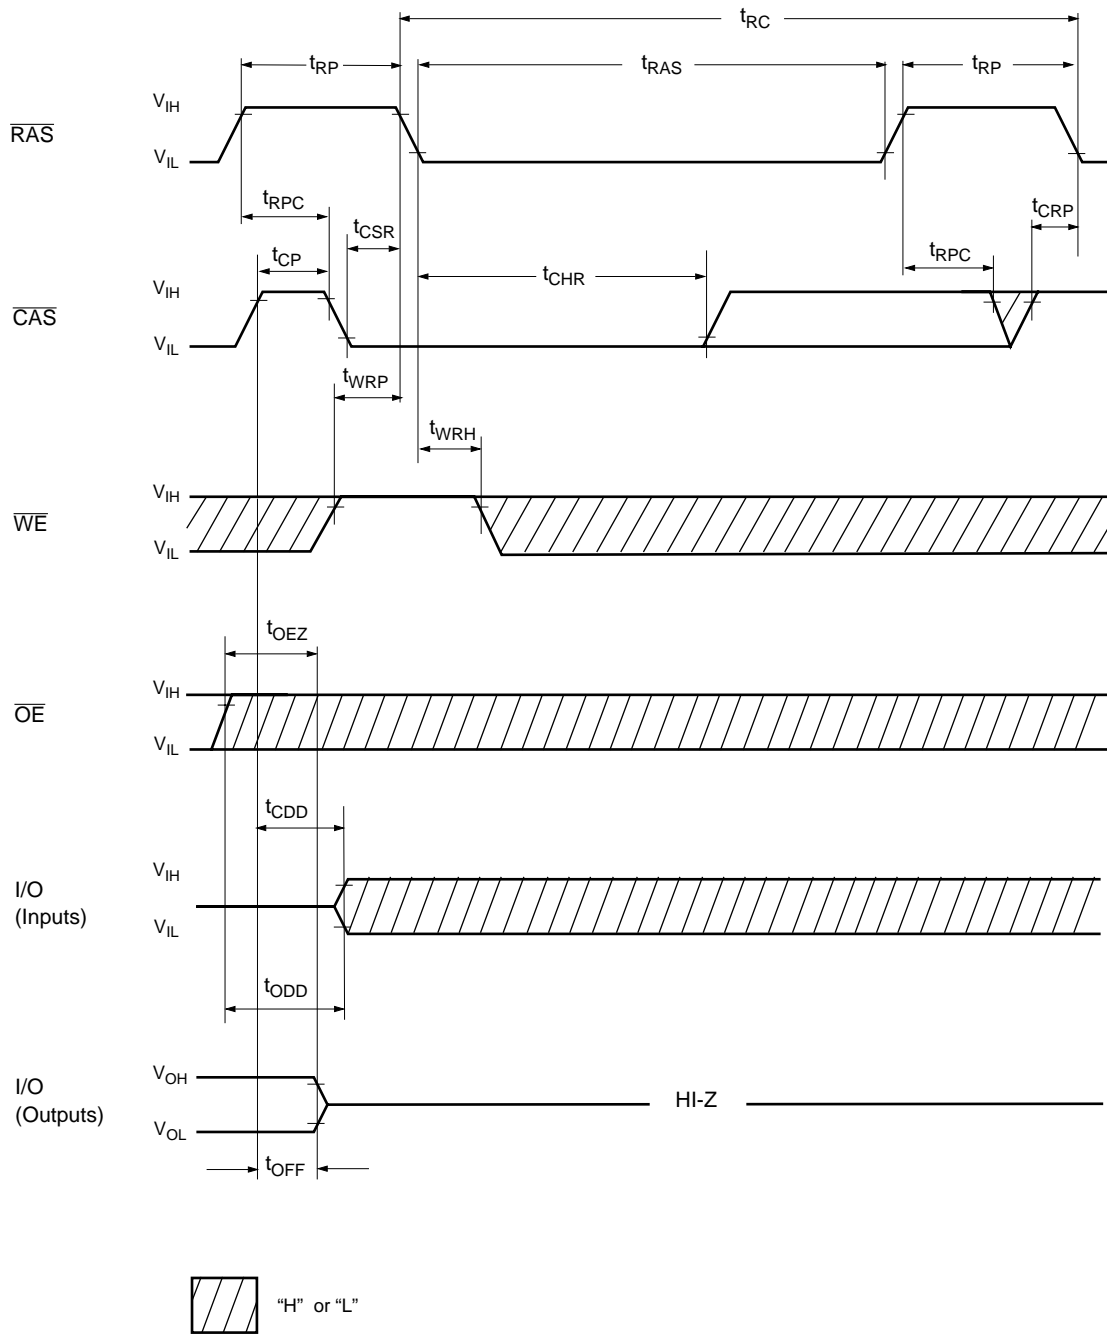 tRC
tRP
tRAS
tRP
VIH
RAS
VIL
tRPC
tCRP
tCSR
tCP
tRPC
tCHR
VIH
CAS
VIL
tWRP
tWRH
VIH
WE
VIL
tOEZ
VIH
OE
VIL
tCDD
VIH
I/O
(Inputs)
VIL
tODD
VOH
I/O
(Outputs)
HI-Z
VOL
tOFF
“H” or “L”